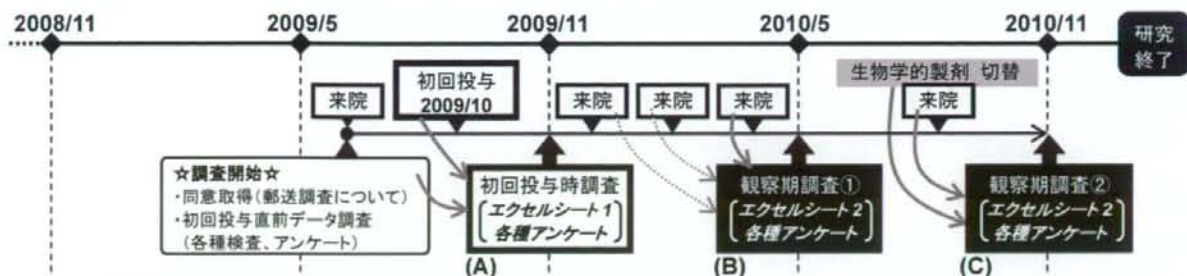 2008/11
2009/5
2009/11
2010/5
2010/11
研究
終了
生物学的製剤 切替
来院
初回投与
2009/10
来院
来院
来院
来院
☆調査開始☆
・同意取得(郵送調査について)
・初回投与直前データ調査
(各種検査、アンケート)
初回投与時調査
エクセルシート1
各種アンケート
観察期調査①
エクセルシート2
各種アンケート
観察期調査②
エクセルシート2
各種アンケート
(A)
(B)
(C)